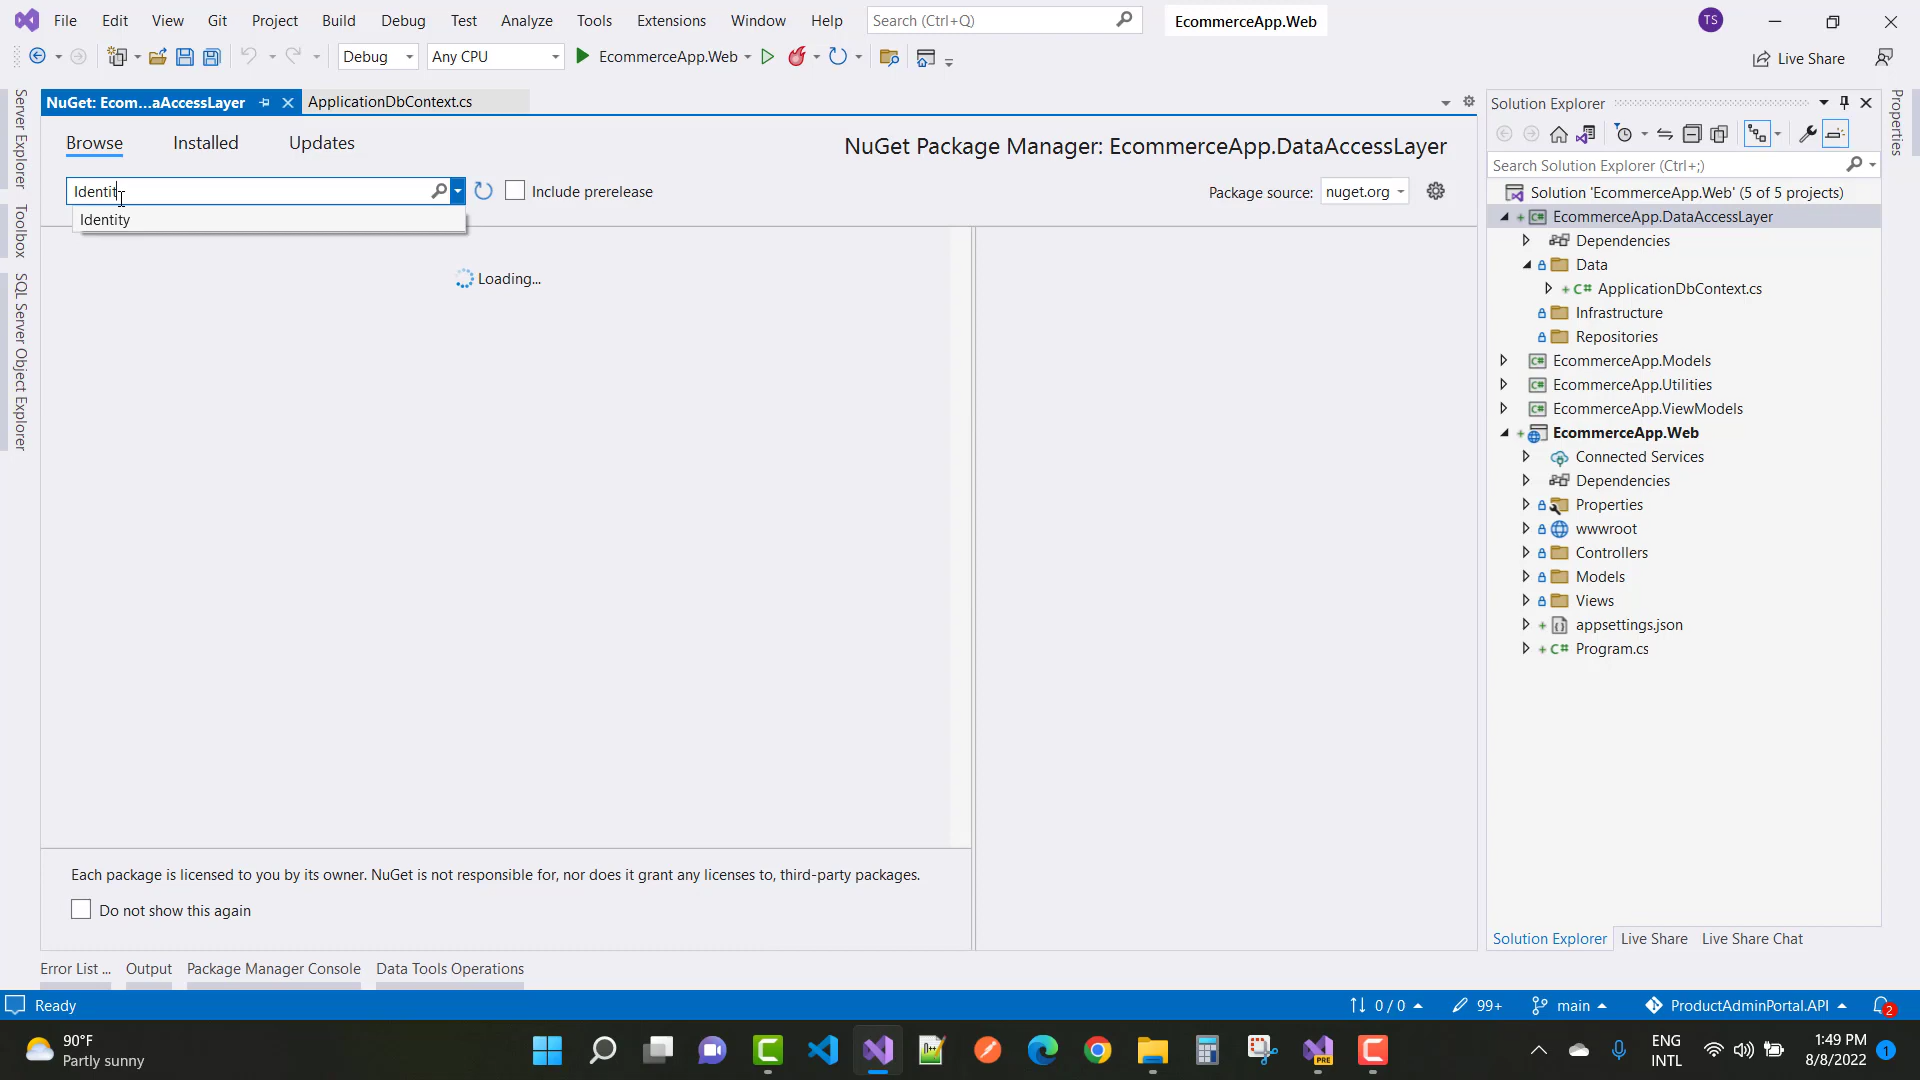 File Edit View Git Project Build Debug Test Analyze Tools Extensions Window Help Search (Ctrl+Q) EcommerceApp.Web TS
Debug Any CPU EcommerceApp.Web Live Share
NuGet: Ecom...aAccessLayer ApplicationDbContext.cs
Browse Installed Updates NuGet Package Manager: EcommerceApp.DataAccessLayer
Identit Include prerelease Package source: nuget.org
Identity
Loading...
Each package is licensed to you by its owner. NuGet is not responsible for, nor does it grant any licenses to, third-party packages.
Do not show this again
Server Explorer
Toolbox
SQL Server Object Explorer
Solution Explorer
Search Solution Explorer (Ctrl+;)
Solution 'EcommerceApp.Web' (5 of 5 projects)
EcommerceApp.DataAccessLayer
Dependencies
Data
C# ApplicationDbContext.cs
Infrastructure
Repositories
EcommerceApp.Models
EcommerceApp.Utilities
EcommerceApp.ViewModels
EcommerceApp.Web
Connected Services
Dependencies
Properties
wwwroot
Controllers
Models
Views
appsettings.json
C# Program.cs
Solution Explorer Live Share Live Share Chat
Properties
Error List ... Output Package Manager Console Data Tools Operations
Ready 0 / 0 99+ main ProductAdminPortal.API 2
90°F
Partly sunny
PRE
ENG
INTL
1:49 PM
8/8/2022
1